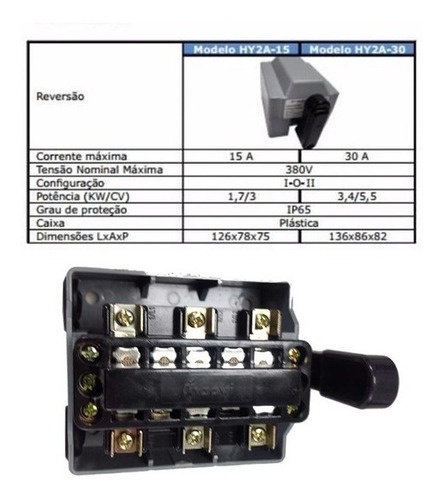 Modelo HY2A-15 Modelo HY2A-30
Reversão
Corrente máxima 15 A 30 A
Tensão Nominal Máxima 380V
Configuração I-O-II
Potência (KW/CV) 1,7/3 3,4/5,5
Grau de proteção IP65
Caixa Plástica
Dimensões LxAxP 126x78x75 136x86x82